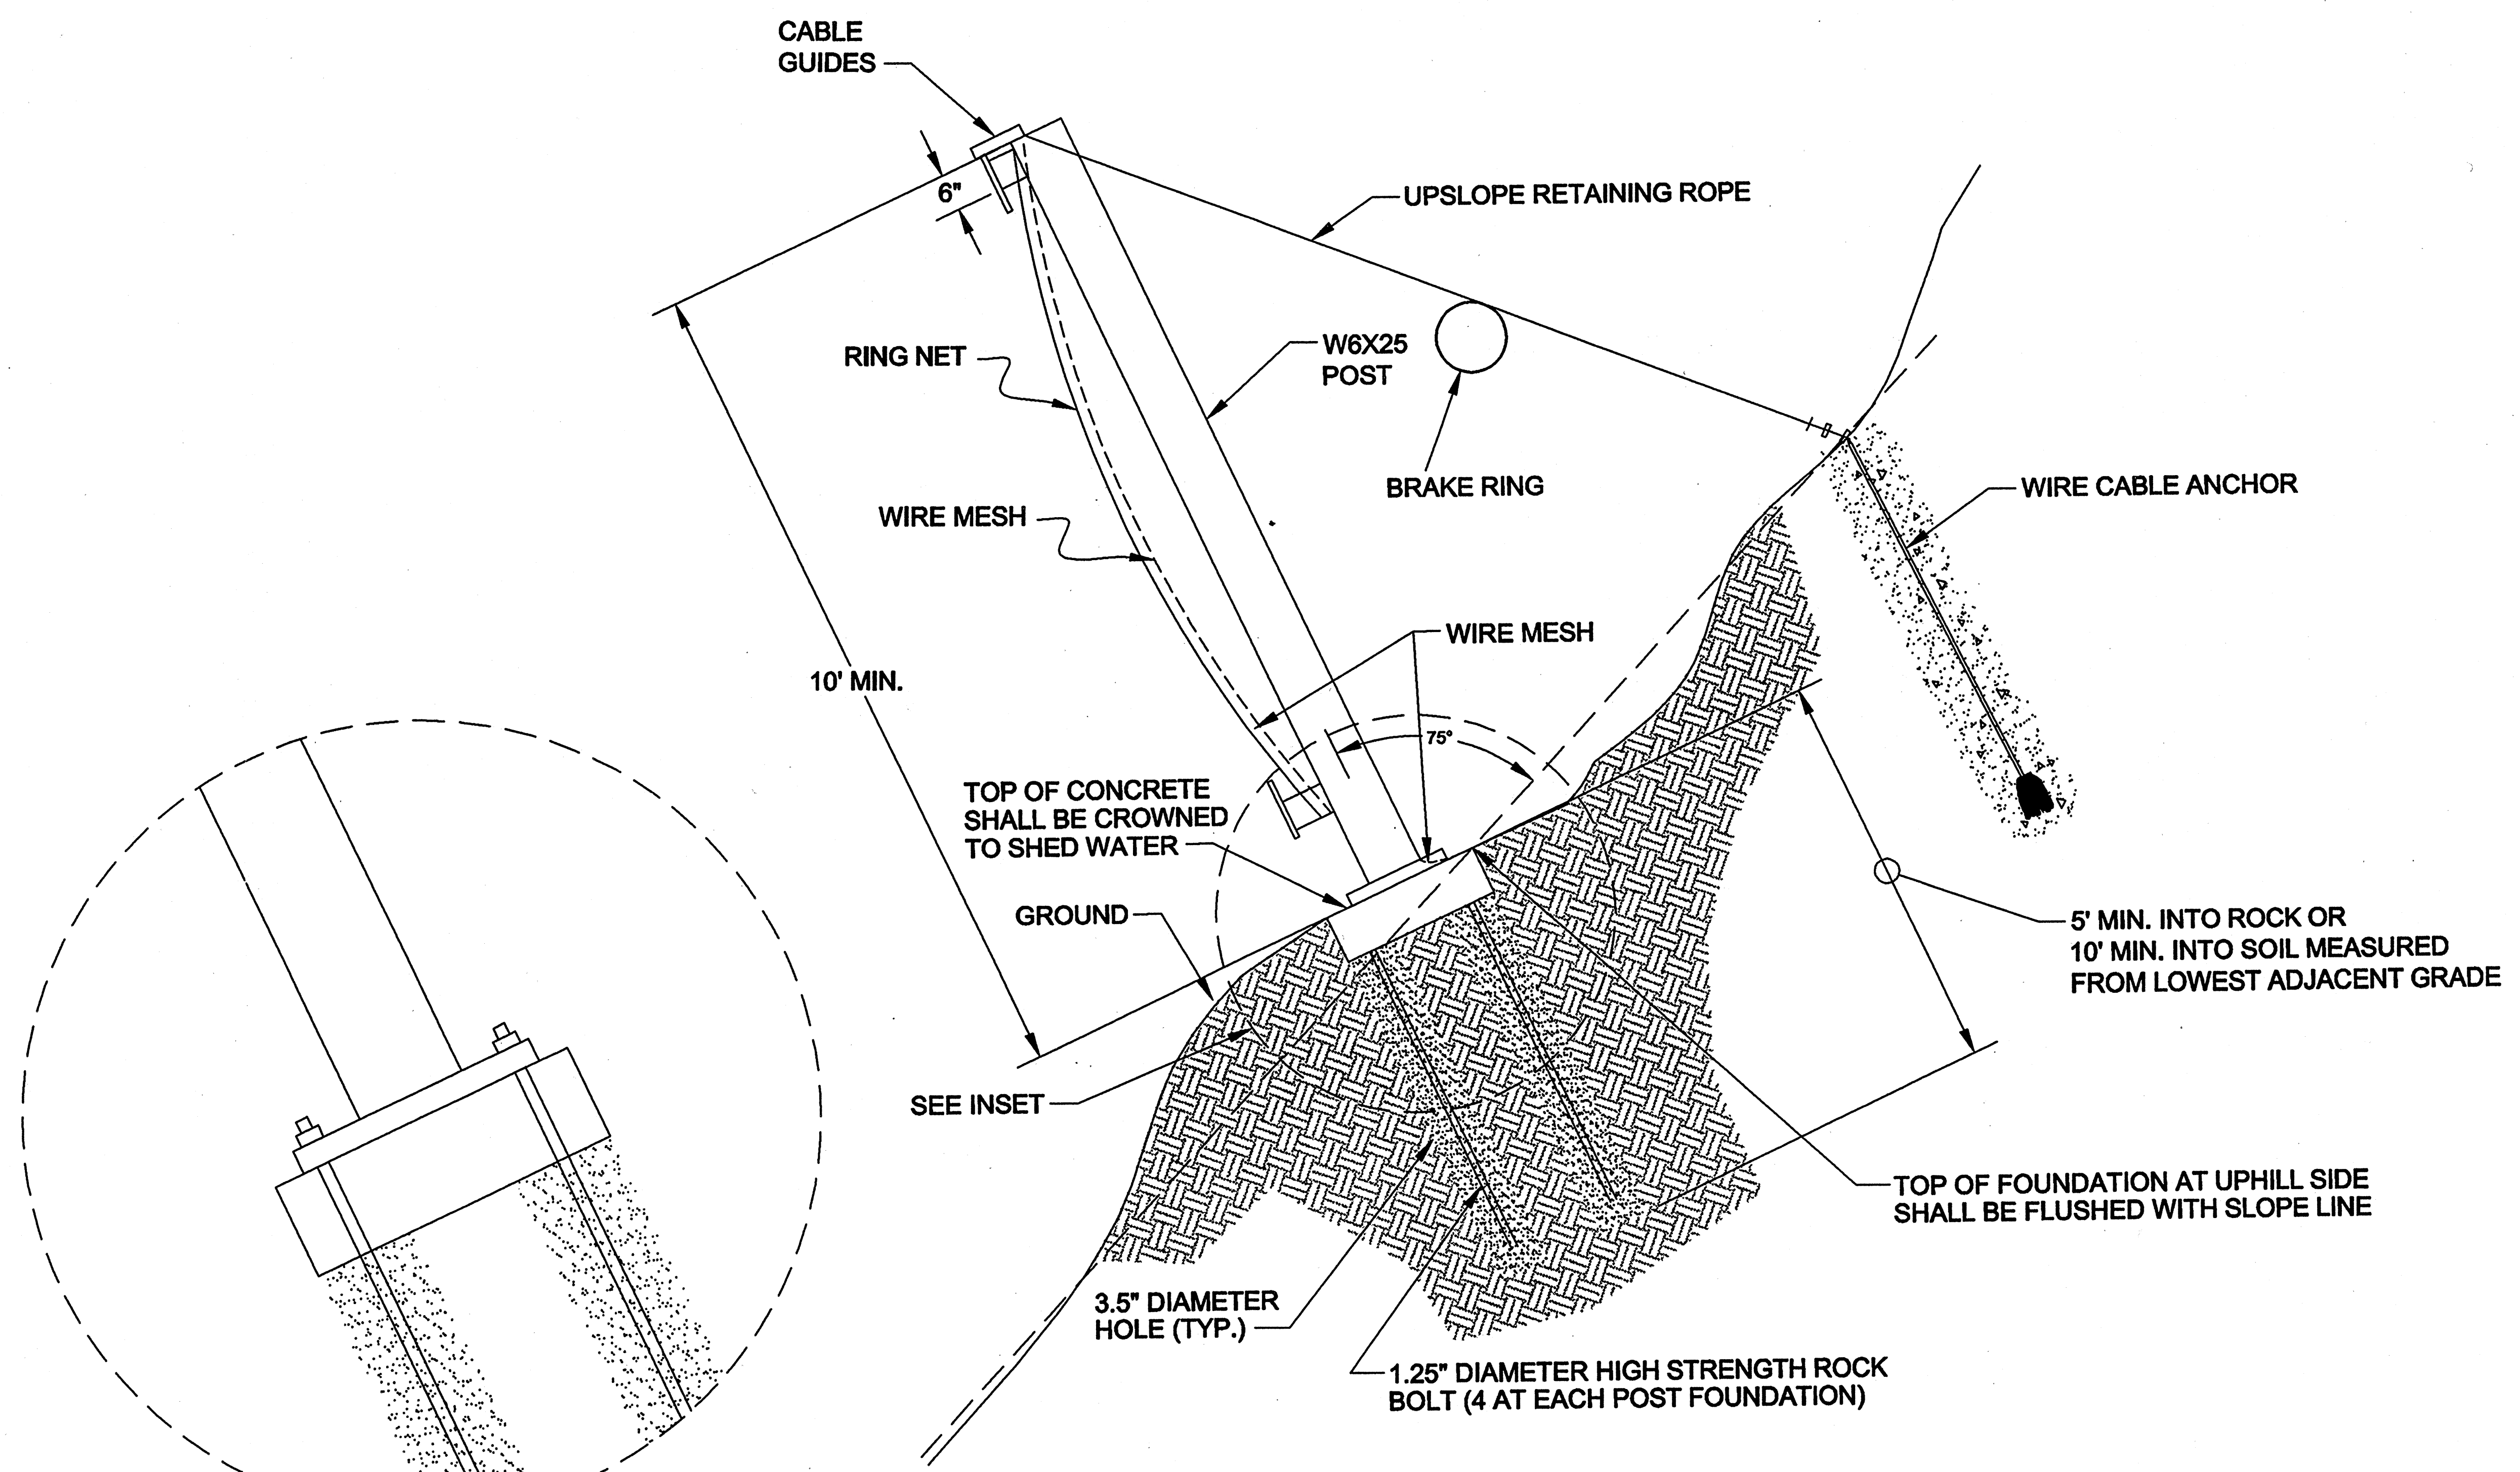 CABLE
GUIDES
6"
UPSLOPE RETAINING ROPE
RING NET
W6X25
POST
BRAKE RING
WIRE CABLE ANCHOR
WIRE MESH
WIRE MESH
10' MIN.
75°
TOP OF CONCRETE
SHALL BE CROWNED
TO SHED WATER
GROUND
5' MIN. INTO ROCK OR
10' MIN. INTO SOIL MEASURED
FROM LOWEST ADJACENT GRADE
SEE INSET
TOP OF FOUNDATION AT UPHILL SIDE
SHALL BE FLUSHED WITH SLOPE LINE
3.5" DIAMETER
HOLE (TYP.)
1.25" DIAMETER HIGH STRENGTH ROCK
BOLT (4 AT EACH POST FOUNDATION)